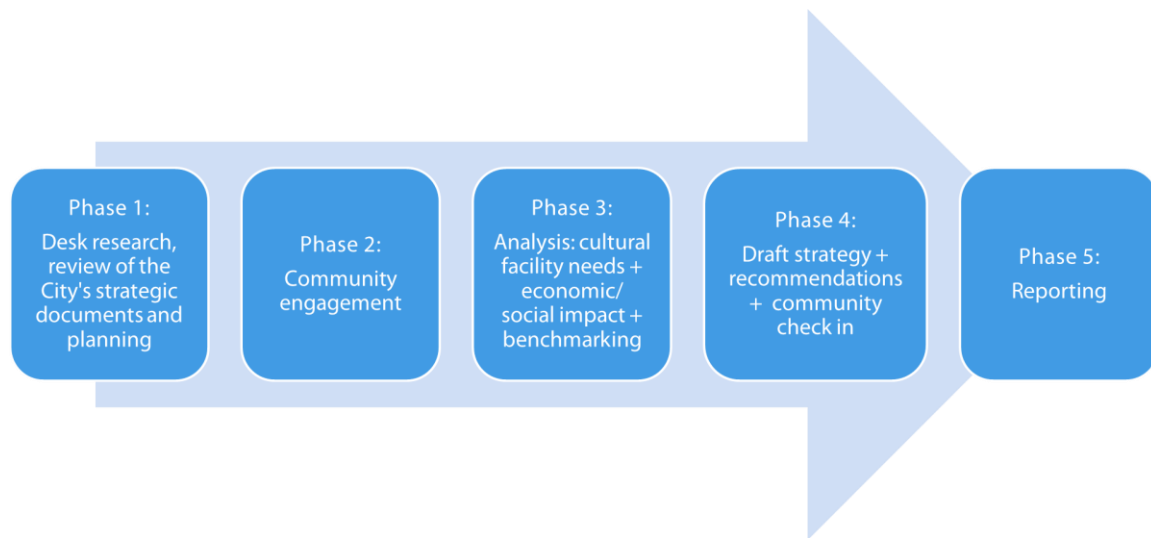 Phase 1:
Desk research,
review of the
City's strategic
documents and
planning
Phase 2:
Community
engagement
Phase 3:
Analysis: cultural
facility needs +
economic/
social impact +
benchmarking
Phase 4:
Draft strategy +
recommendations
+ community
check in
Phase 5:
Reporting